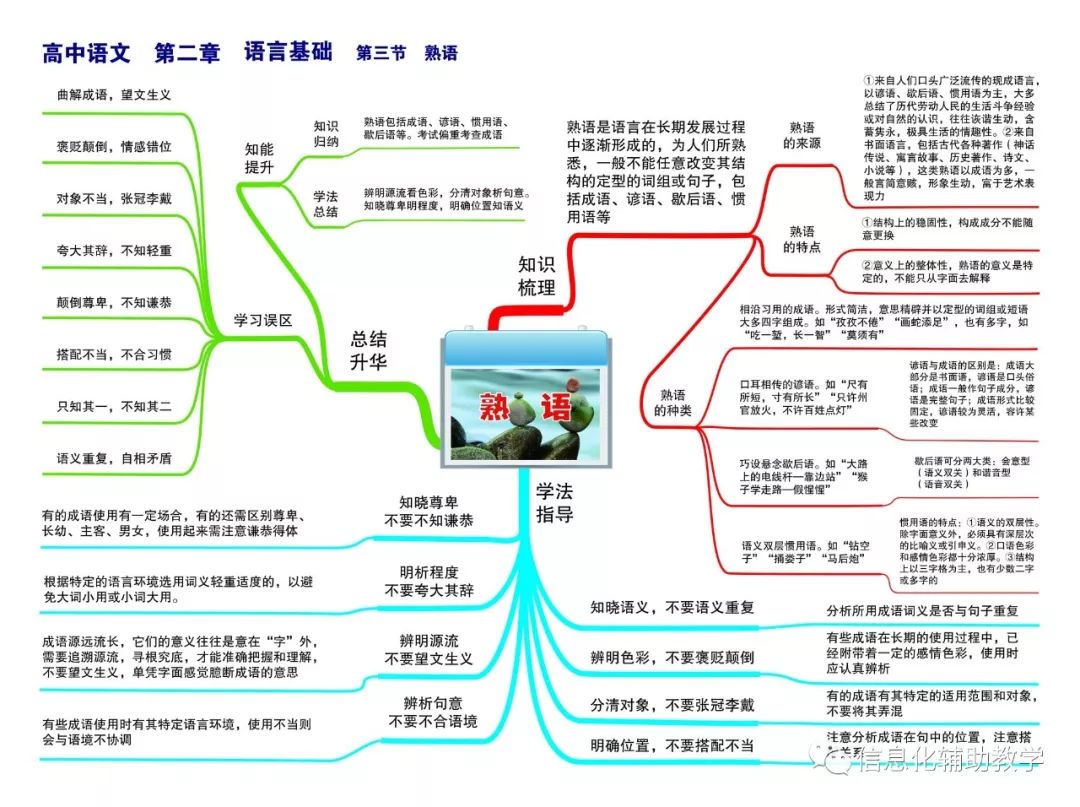 高中语文 第二章 语言基础 第三节 熟语
曲解成语，望文生义
褒贬颠倒，情感错位
对象不当，张冠李戴
夸大其辞，不知轻重
颠倒尊卑，不知谦恭
搭配不当，不合习惯
只知其一，不知其二
语义重复，自相矛盾
学习误区
知能
提升
知识
归纳
熟语包括成语、谚语、惯用语、
歇后语等。考试偏重考查成语
学法
总结
辨明源流看色彩，分清对象析句意。
知晓尊卑明程度，明确位置知语义
总结
升华
知识
梳理
熟语是语言在长期发展过程
中逐渐形成的，为人们所熟
悉，一般不能任意改变其结
构的定型的词组或句子，包
括成语、谚语、歇后语、惯
用语等
熟语
的来源
①来自人们口头广泛流传的现成语言，
以谚语、歇后语、惯用语为主，大多
总结了历代劳动人民的生活斗争经验
或对自然的认识，往往诙谐生动，含
蓄隽永，极具生活的情趣性。②来自
书面语言，包括古代各种著作（神话
传说、寓言故事、历史著作、诗文、
小说等），这类熟语以成语为多，一
般言简意赅，形象生动，富于艺术表
现力
熟语
的特点
①结构上的稳固性，构成成分不能随
意更换
②意义上的整体性，熟语的意义是特
定的，不能只从字面去解释
熟语
的种类
相沿习用的成语。形式简洁，意思精辟并以定型的词组或短语
大多四字组成。如“孜孜不倦”“画蛇添足”，也有多字，如
“吃一堑，长一智”“莫须有”
口耳相传的谚语。如“尺有
所短，寸有所长”“只许州
官放火，不许百姓点灯”
谚语与成语的区别是：成语大
部分是书面语，谚语是口头俗
语；成语一般作句子成分，谚
语是完整句子；成语形式比较
固定，谚语较为灵活，容许某
些改变
巧设悬念歇后语。如“大路
上的电线杆—靠边站”“猴
子学走路—假惺惺”
歇后语可分两大类：会意型
（语义双关）和谐音型
（语音双关）
语义双层惯用语。如“钻空
子”“捅娄子”“马后炮”
惯用语的特点：①语义的双层性。
除字面意义外，必须具有深层次
的比喻义或引申义。②口语色彩
和感情色彩都十分浓厚。③结构
上以三字格为主，也有少数二字
或多字的
熟 语
学法
指导
知晓尊卑
不要不知谦恭
有的成语使用有一定场合，有的还需区别尊卑、
长幼、主客、男女，使用起来需注意谦恭得体
明析程度
不要夸大其辞
根据特定的语言环境选用词义轻重适度的，以避
免大词小用或小词大用。
辨明源流
不要望文生义
成语源远流长，它们的意义往往是意在“字”外，
需要追溯源流，寻根究底，才能准确把握和理解，
不要望文生义，单凭字面感觉臆断成语的意思
辨析句意
不要不合语境
有些成语使用时有其特定语言环境，使用不当则
会与语境不协调
知晓语义，不要语义重复
分析所用成语词义是否与句子重复
辨明色彩，不要褒贬颠倒
有些成语在长期的使用过程中，已
经附带着一定的感情色彩，使用时
应认真辨析
分清对象，不要张冠李戴
有的成语有其特定的适用范围和对象，
不要将其弄混
明确位置，不要搭配不当
注意分析成语在句中的位置，注意搭
关系
信息化辅助教学